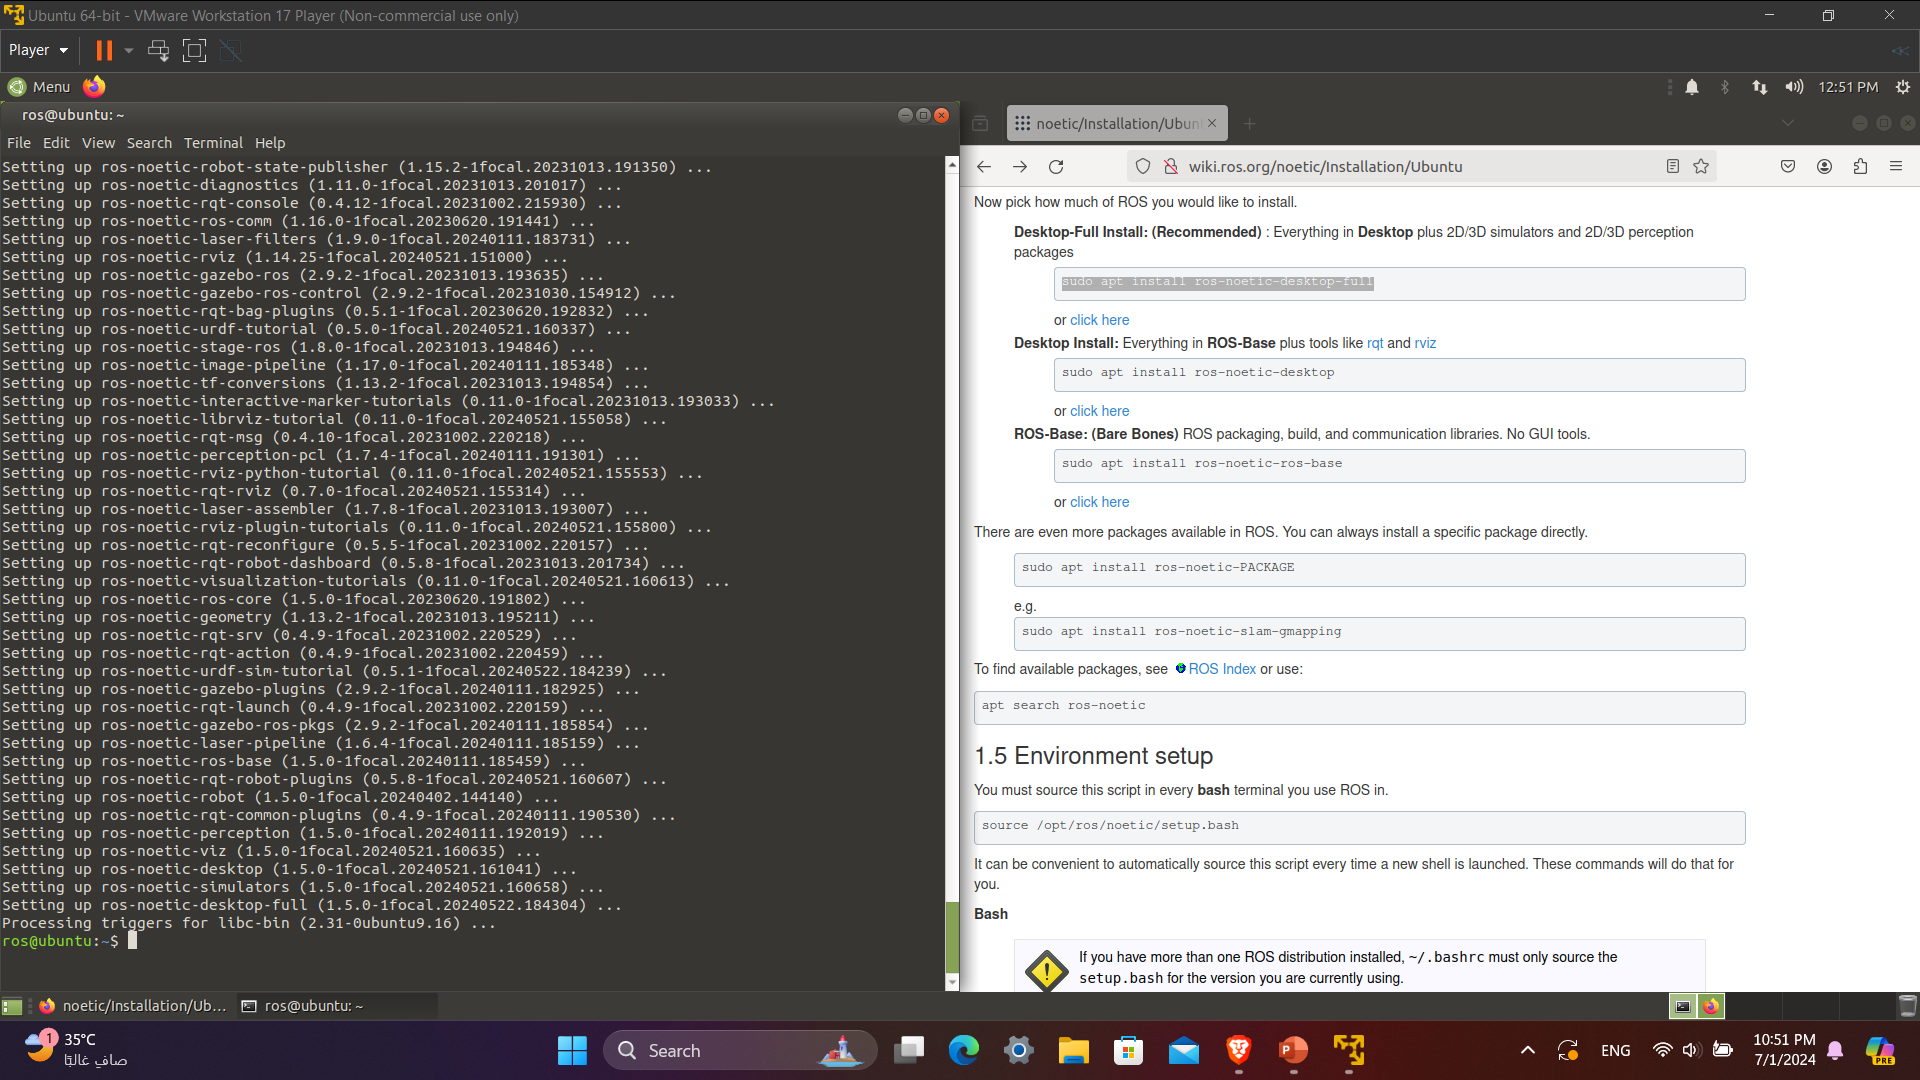 Ubuntu 64-bit - VMware Workstation 17 Player (Non-commercial use only)
Player
Menu
12:51 PM
ros@ubuntu: ~
File Edit View Search Terminal Help
Setting up ros-noetic-robot-state-publisher (1.15.2-1focal.20231013.191350) ...
Setting up ros-noetic-diagnostics (1.11.0-1focal.20231013.201017) ...
Setting up ros-noetic-rqt-console (0.4.12-1focal.20231002.215930) ...
Setting up ros-noetic-ros-comm (1.16.0-1focal.20230620.191441) ...
Setting up ros-noetic-laser-filters (1.9.0-1focal.20240111.183731) ...
Setting up ros-noetic-rviz (1.14.25-1focal.20240521.151000) ...
Setting up ros-noetic-gazebo-ros (2.9.2-1focal.20231013.193635) ...
Setting up ros-noetic-gazebo-ros-control (2.9.2-1focal.20231030.154912) ...
Setting up ros-noetic-rqt-bag-plugins (0.5.1-1focal.20230620.192832) ...
Setting up ros-noetic-urdf-tutorial (0.5.0-1focal.20240521.160337) ...
Setting up ros-noetic-stage-ros (1.8.0-1focal.20231013.194846) ...
Setting up ros-noetic-image-pipeline (1.17.0-1focal.20240111.185348) ...
Setting up ros-noetic-tf-conversions (1.13.2-1focal.20231013.194854) ...
Setting up ros-noetic-interactive-marker-tutorials (0.11.0-1focal.20231013.193033) ...
Setting up ros-noetic-librviz-tutorial (0.11.0-1focal.20240521.155058) ...
Setting up ros-noetic-rqt-msg (0.4.10-1focal.20231002.220218) ...
Setting up ros-noetic-perception-pcl (1.7.4-1focal.20240111.191301) ...
Setting up ros-noetic-rviz-python-tutorial (0.11.0-1focal.20240521.155553) ...
Setting up ros-noetic-rqt-rviz (0.7.0-1focal.20240521.155314) ...
Setting up ros-noetic-laser-assembler (1.7.8-1focal.20231013.193007) ...
Setting up ros-noetic-rviz-plugin-tutorials (0.11.0-1focal.20240521.155800) ...
Setting up ros-noetic-rqt-reconfigure (0.5.5-1focal.20231002.220157) ...
Setting up ros-noetic-rqt-robot-dashboard (0.5.8-1focal.20231013.201734) ...
Setting up ros-noetic-visualization-tutorials (0.11.0-1focal.20240521.160613) ...
Setting up ros-noetic-ros-core (1.5.0-1focal.20230620.191802) ...
Setting up ros-noetic-geometry (1.13.2-1focal.20231013.195211) ...
Setting up ros-noetic-rqt-srv (0.4.9-1focal.20231002.220529) ...
Setting up ros-noetic-rqt-action (0.4.9-1focal.20231002.220459) ...
Setting up ros-noetic-urdf-sim-tutorial (0.5.1-1focal.20240522.184239) ...
Setting up ros-noetic-gazebo-plugins (2.9.2-1focal.20240111.182925) ...
Setting up ros-noetic-rqt-launch (0.4.9-1focal.20231002.220159) ...
Setting up ros-noetic-gazebo-ros-pkgs (2.9.2-1focal.20240111.185854) ...
Setting up ros-noetic-laser-pipeline (1.6.4-1focal.20240111.185159) ...
Setting up ros-noetic-ros-base (1.5.0-1focal.20240111.185459) ...
Setting up ros-noetic-rqt-robot-plugins (0.5.8-1focal.20240521.160607) ...
Setting up ros-noetic-robot (1.5.0-1focal.20240402.144140) ...
Setting up ros-noetic-rqt-common-plugins (0.4.9-1focal.20240111.190530) ...
Setting up ros-noetic-perception (1.5.0-1focal.20240111.192019) ...
Setting up ros-noetic-viz (1.5.0-1focal.20240521.160635) ...
Setting up ros-noetic-desktop (1.5.0-1focal.20240521.161041) ...
Setting up ros-noetic-simulators (1.5.0-1focal.20240521.160658) ...
Setting up ros-noetic-desktop-full (1.5.0-1focal.20240522.184304) ...
Processing triggers for libc-bin (2.31-0ubuntu9.16) ...
ros@ubuntu:~$
noetic/Installation/Ubun
wiki.ros.org/noetic/Installation/Ubuntu
Now pick how much of ROS you would like to install.
Desktop-Full Install: (Recommended) : Everything in Desktop plus 2D/3D simulators and 2D/3D perception
packages
sudo apt install ros-noetic-desktop-full
or click here
Desktop Install: Everything in ROS-Base plus tools like rqt and rviz
sudo apt install ros-noetic-desktop
or click here
ROS-Base: (Bare Bones) ROS packaging, build, and communication libraries. No GUI tools.
sudo apt install ros-noetic-ros-base
or click here
There are even more packages available in ROS. You can always install a specific package directly.
sudo apt install ros-noetic-PACKAGE
e.g.
sudo apt install ros-noetic-slam-gmapping
To find available packages, see ROS Index or use:
apt search ros-noetic
1.5 Environment setup
You must source this script in every bash terminal you use ROS in.
source /opt/ros/noetic/setup.bash
It can be convenient to automatically source this script every time a new shell is launched. These commands will do that for
you.
Bash
If you have more than one ROS distribution installed, ~/.bashrc must only source the
setup.bash for the version you are currently using.
noetic/Installation/Ub...
ros@ubuntu: ~
1
35°C
صافٍ غالبًا
Search
ENG
10:51 PM
7/1/2024
PRE